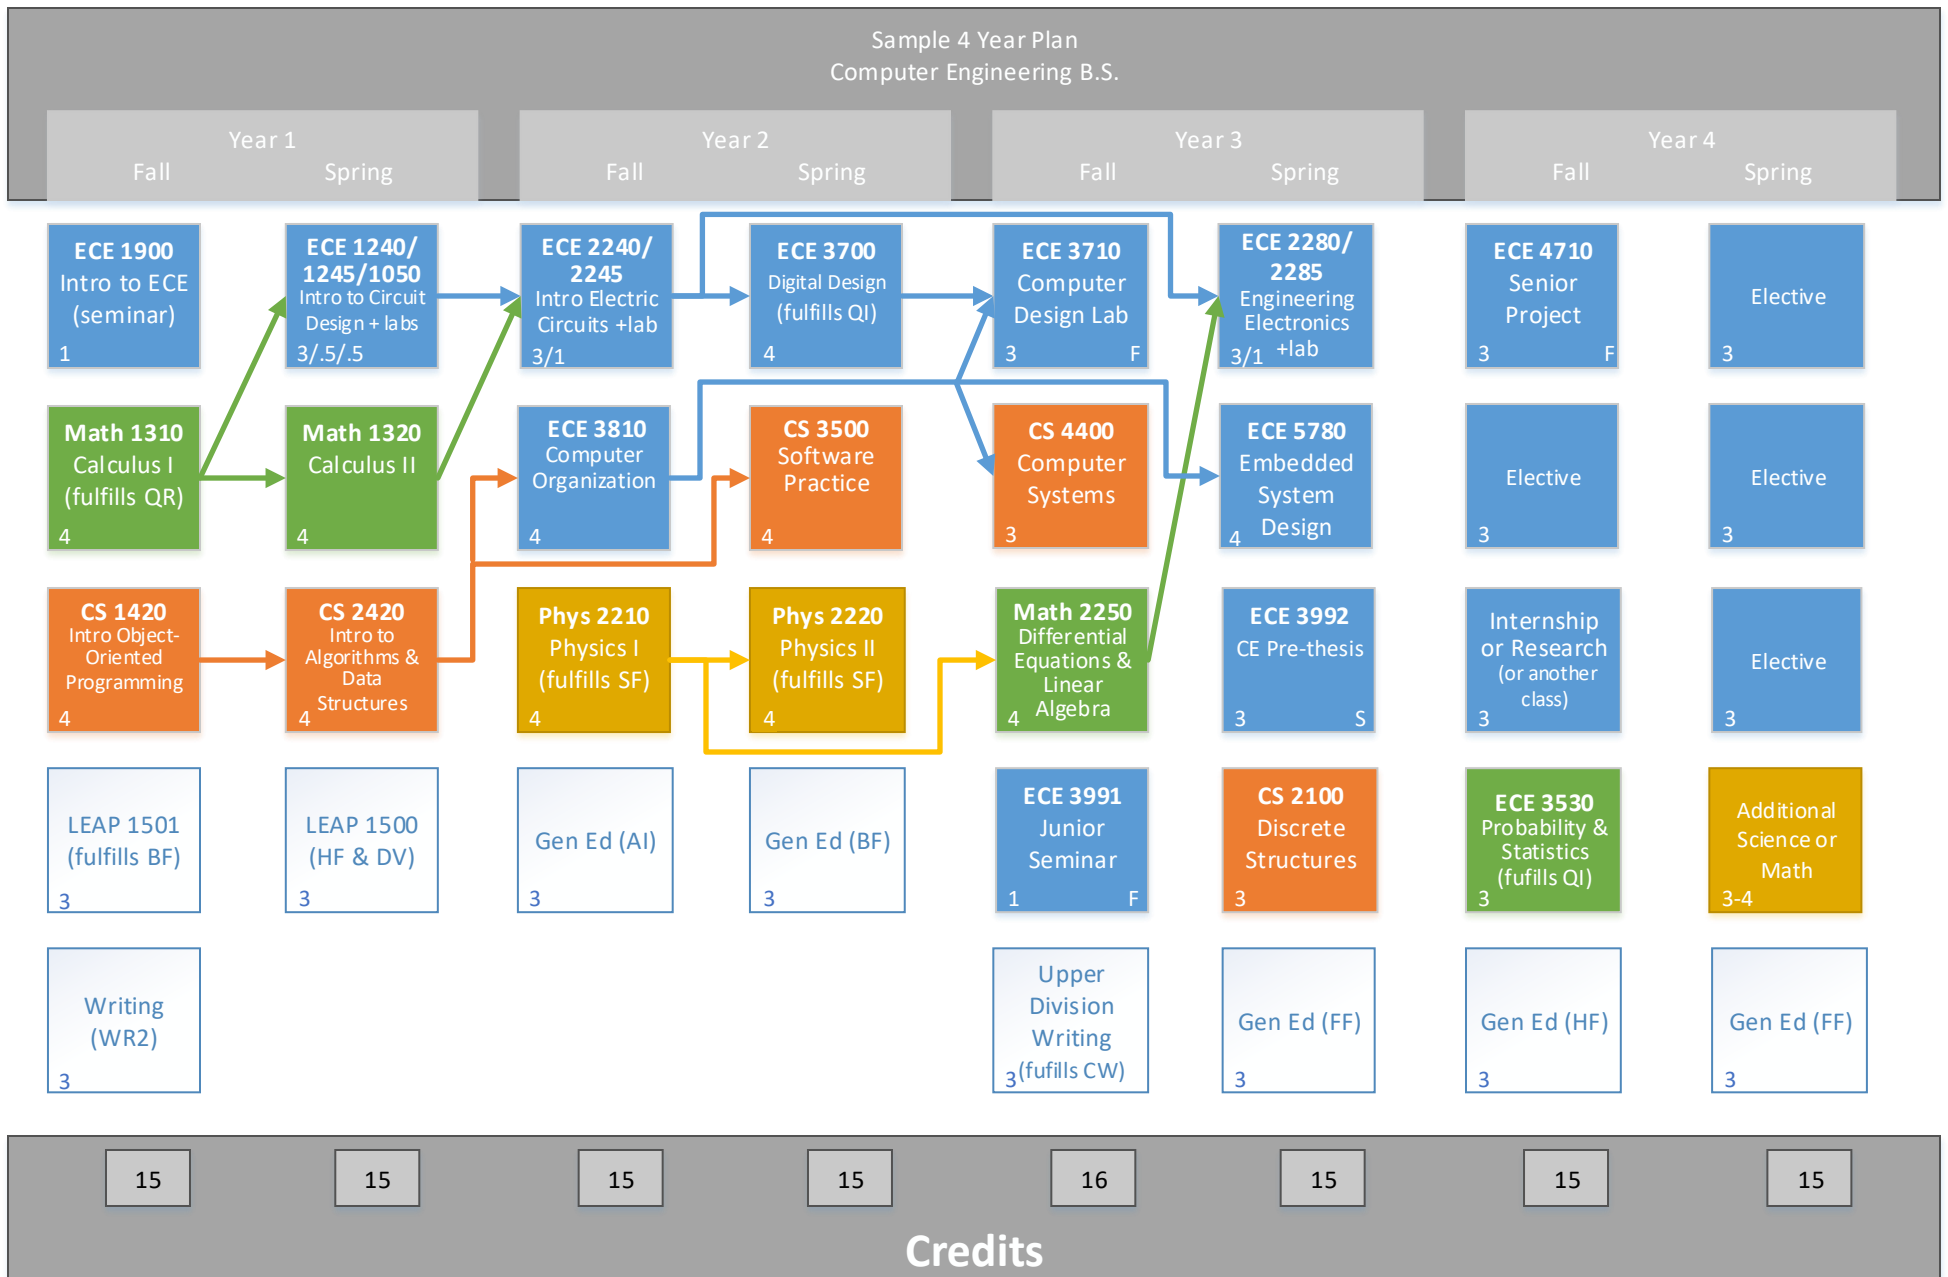 Sample 4 Year Plan
Computer Engineering B.S.
Year 1
Fall Spring
Year 2
Fall Spring
Year 3
Fall Spring
Year 4
Fall Spring
ECE 1900
Intro to ECE
(seminar)
1
ECE 1240/
1245/1050
Intro to Circuit
Design + labs
3/.5/.5
ECE 2240/
2245
Intro Electric
Circuits +lab
3/1
ECE 3700
Digital Design
(fulfills QI)
4
ECE 3710
Computer
Design Lab
3 F
ECE 2280/
2285
Engineering
Electronics
+lab
3/1
ECE 4710
Senior
Project
3 F
Elective
3
Math 1310
Calculus I
(fulfills QR)
4
Math 1320
Calculus II
4
ECE 3810
Computer
Organization
4
CS 3500
Software
Practice
4
CS 4400
Computer
Systems
3
ECE 5780
Embedded
System
Design
4
Elective
3
Elective
3
CS 1420
Intro Object-
Oriented
Programming
4
CS 2420
Intro to
Algorithms &
Data
Structures
4
Phys 2210
Physics I
(fulfills SF)
4
Phys 2220
Physics II
(fulfills SF)
4
Math 2250
Differential
Equations &
Linear
Algebra
4
ECE 3992
CE Pre-thesis
3 S
Internship
or Research
(or another
class)
3
Elective
3
LEAP 1501
(fulfills BF)
3
LEAP 1500
(HF & DV)
3
Gen Ed (AI)
3
Gen Ed (BF)
3
ECE 3991
Junior
Seminar
1 F
CS 2100
Discrete
Structures
3
ECE 3530
Probability &
Statistics
(fufills QI)
3
Additional
Science or
Math
3-4
Writing
(WR2)
3
Upper
Division
Writing
(fufills CW)
3
Gen Ed (FF)
3
Gen Ed (HF)
3
Gen Ed (FF)
3
15 15 15 15 16 15 15 15
Credits